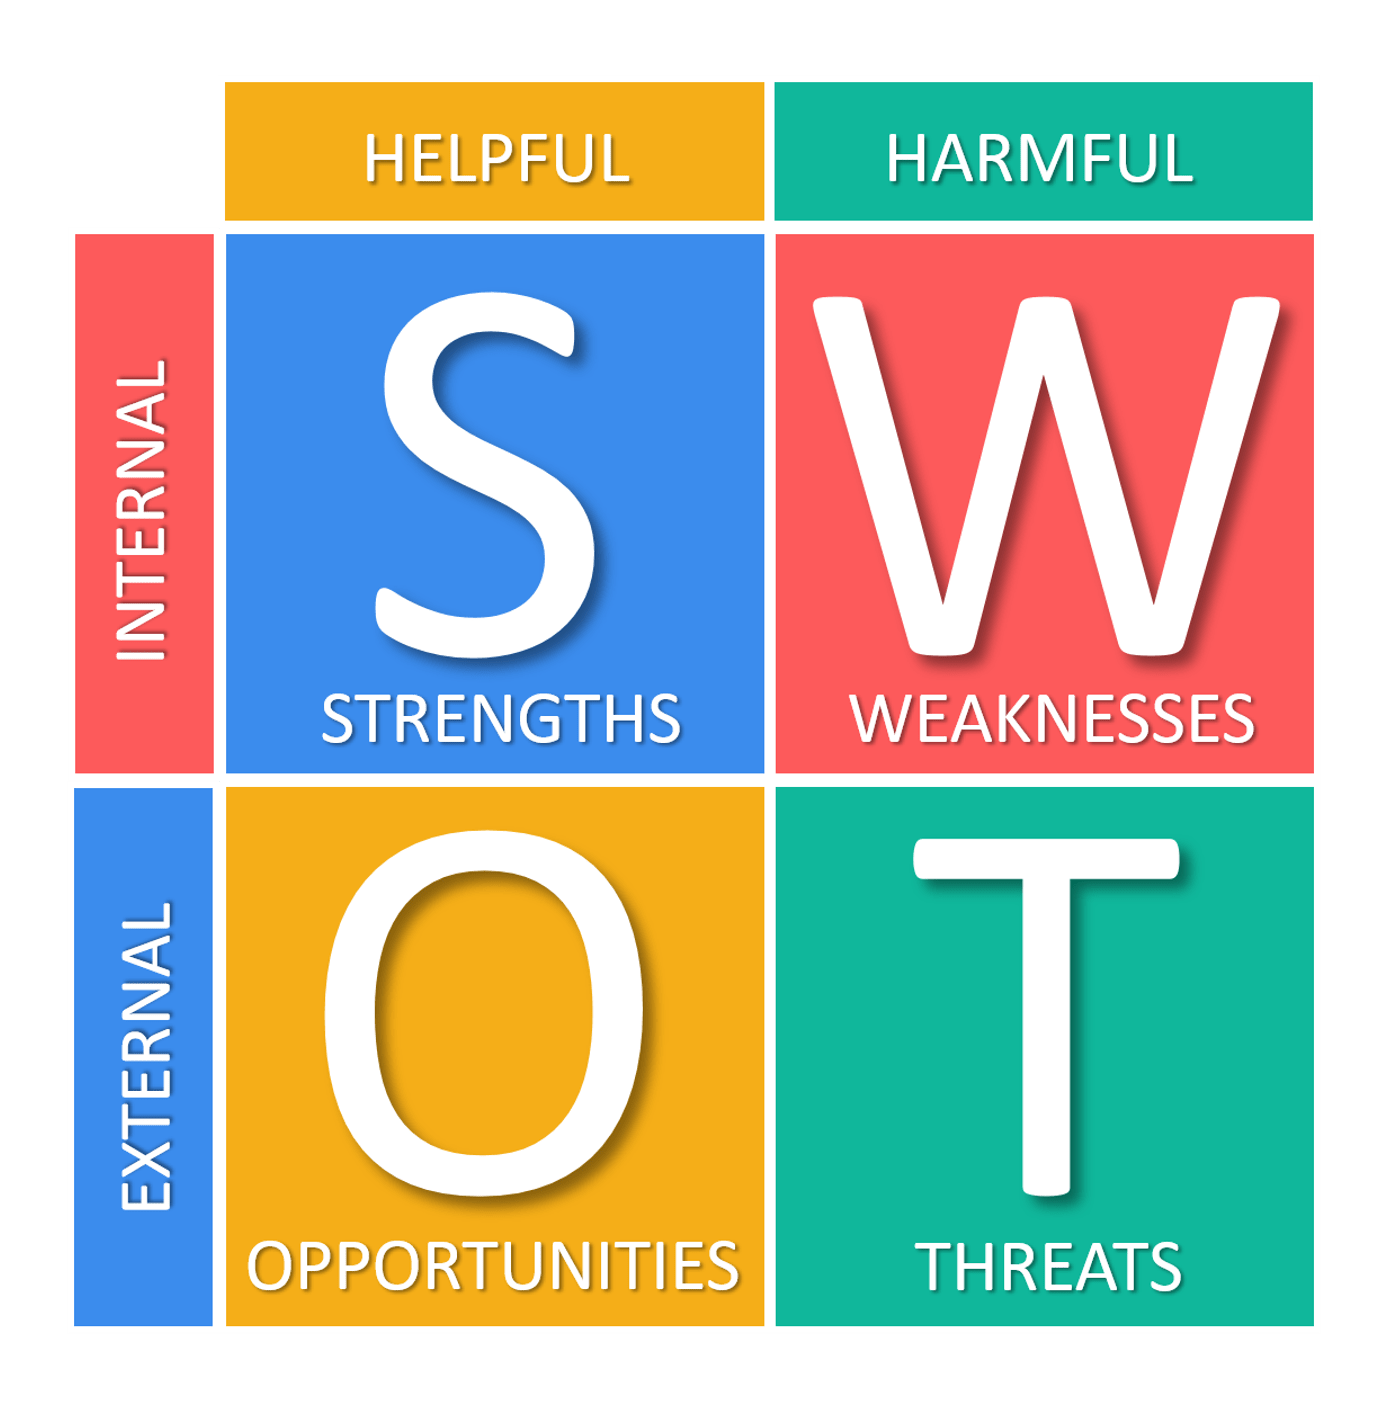 HELPFUL
HARMFUL
INTERNAL
S
STRENGTHS
W
WEAKNESSES
EXTERNAL
O
OPPORTUNITIES
T
THREATS